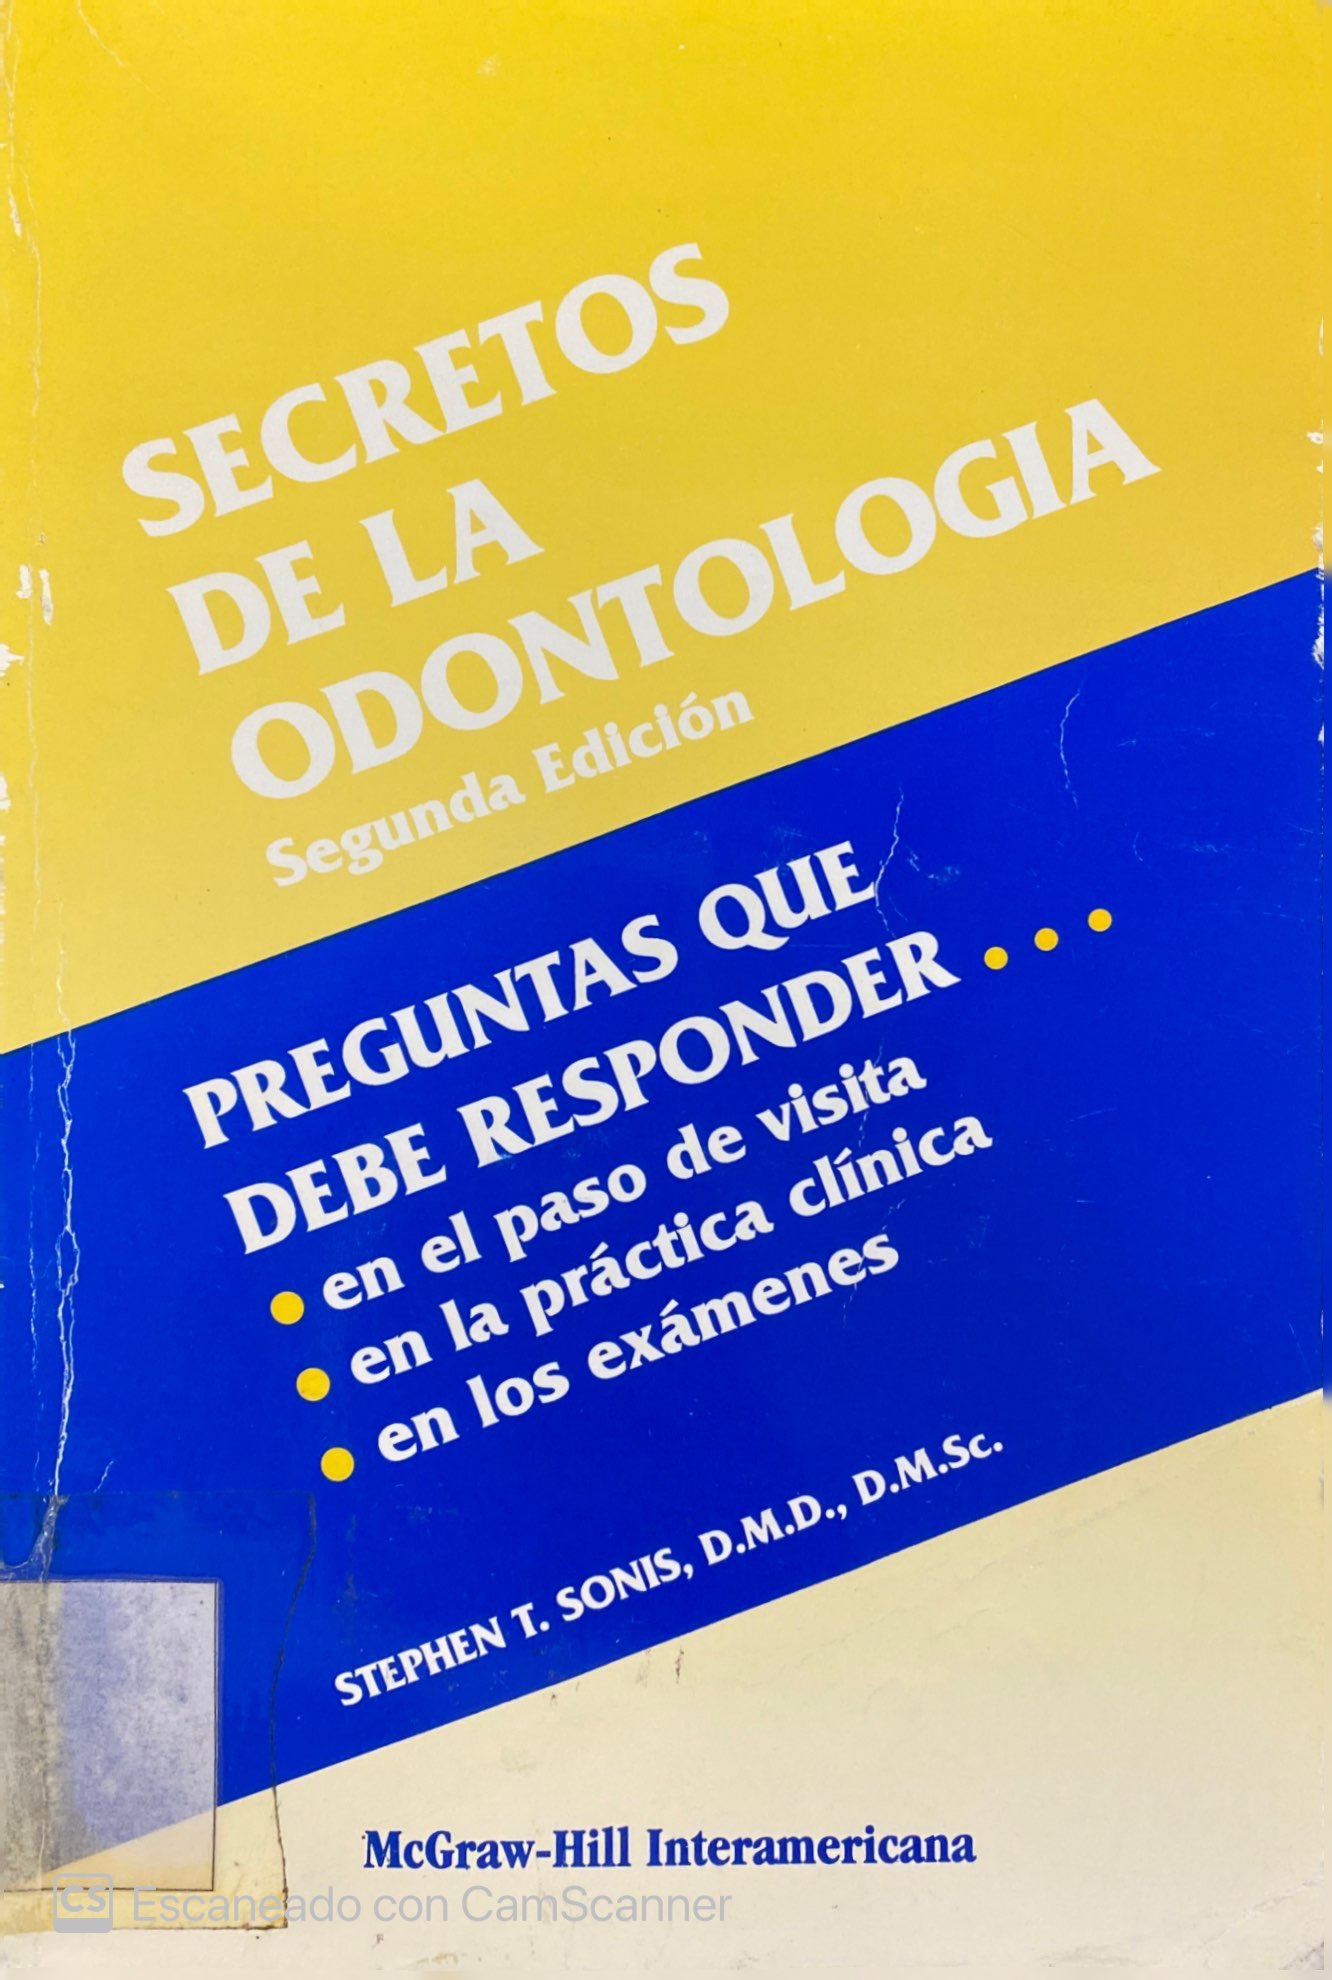 SECRETOS
DE LA
ODONTOLOGIA
Segunda Edición
PREGUNTAS QUE
DEBE RESPONDER . . .
• en el paso de visita
• en la práctica clínica
• en los exámenes
STEPHEN T. SONIS, D.M.D., D.M.Sc.
McGraw-Hill Interamericana
CS Escaneado con CamScanner